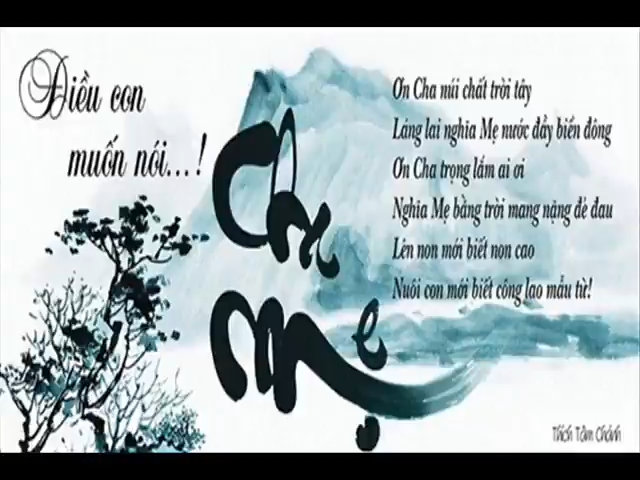 Điều con
muốn nói...!
Cha
Mẹ
Ơn Cha núi chất trời tây
Láng lai nghĩa Mẹ nước đầy biển đông
Ơn Cha trọng lắm ai ơi
Nghĩa Mẹ bằng trời mang nặng đẻ đau
Lên non mới biết non cao
Nuôi con mới biết công lao mẫu từ!
Thích Tâm Chánh